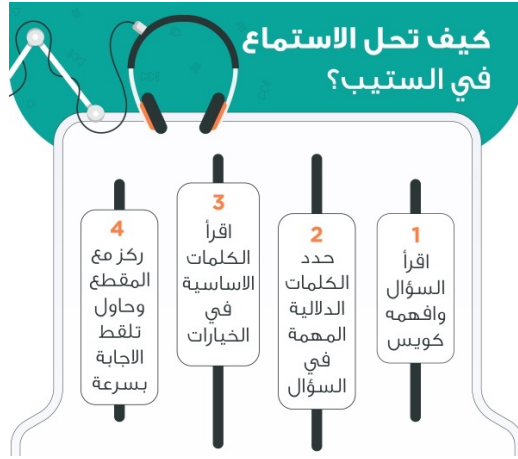 كيف تحل الاستماع
في الستيب؟
1
اقرأ
السؤال
وافهمه
كويس
2
حدد
الكلمات
الدلالية
المهمة
في
السؤال
3
اقرأ
الكلمات
الاساسية
في
الخيارات
4
ركز مع
المقطع
وحاول
تلقط
الاجابة
بسرعة